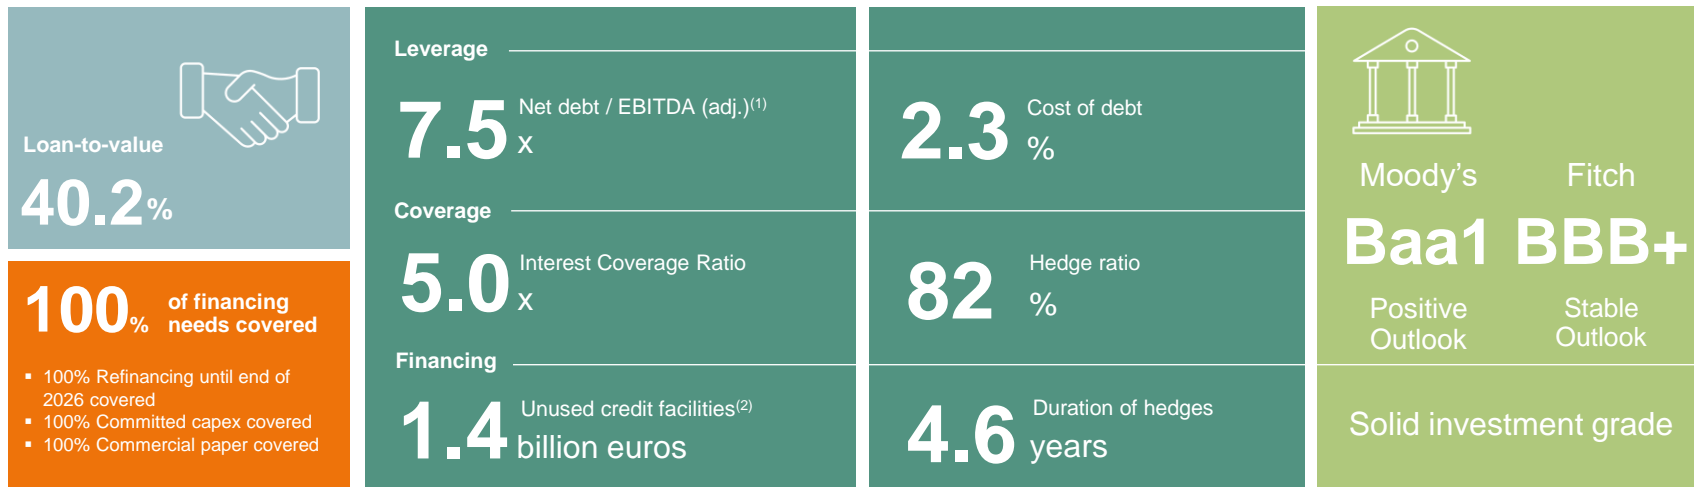 Loan-to-value
40.2%
100% of financing
needs covered
▪ 100% Refinancing until end of
2026 covered
▪ 100% Committed capex covered
▪ 100% Commercial paper covered
Leverage
7.5 Net debt / EBITDA (adj.)(1)
x
2.3 Cost of debt
%
Coverage
5.0 Interest Coverage Ratio
x
82 Hedge ratio
%
Financing
1.4 Unused credit facilities(2)
billion euros
4.6 Duration of hedges
years
Moody's Fitch
Baa1 BBB+
Positive Stable
Outlook Outlook
Solid investment grade